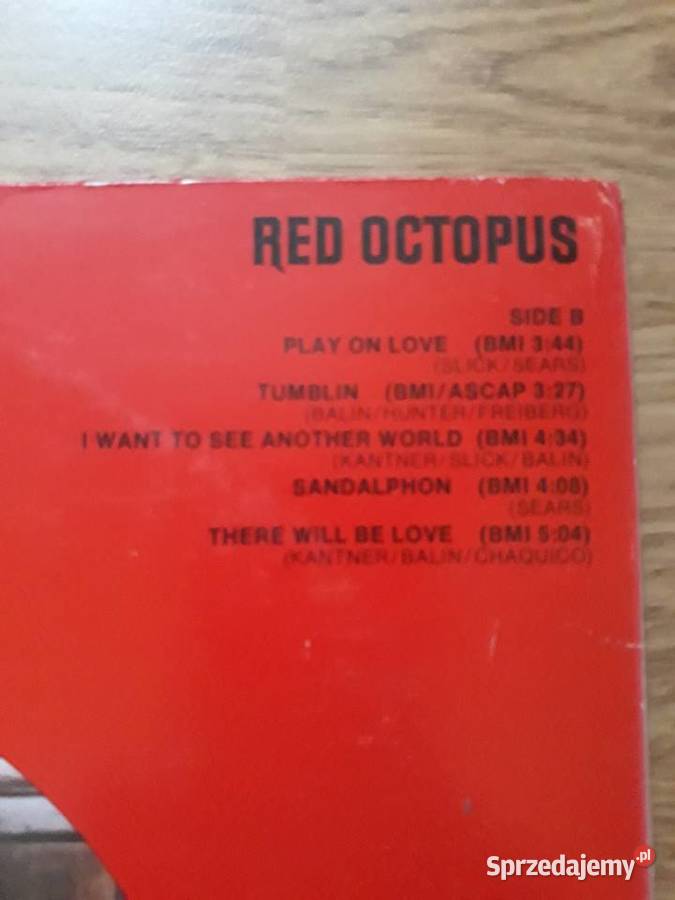 RED OCTOPUS
SIDE B
PLAY ON LOVE (BMI 3:44)
(SLICK/SEARS)
TUMBLIN (BMI/ASCAP 3:27)
(BALIN/HUNTER/FREIBERG)
I WANT TO SEE ANOTHER WORLD (BMI 4:34)
(KANTNER/SLICK/BALIN)
SANDALPHON (BMI 4:08)
(SEARS)
THERE WILL BE LOVE (BMI 5:04)
(KANTNER/BALIN/CHAQUICO)
Sprzedajemy.pl